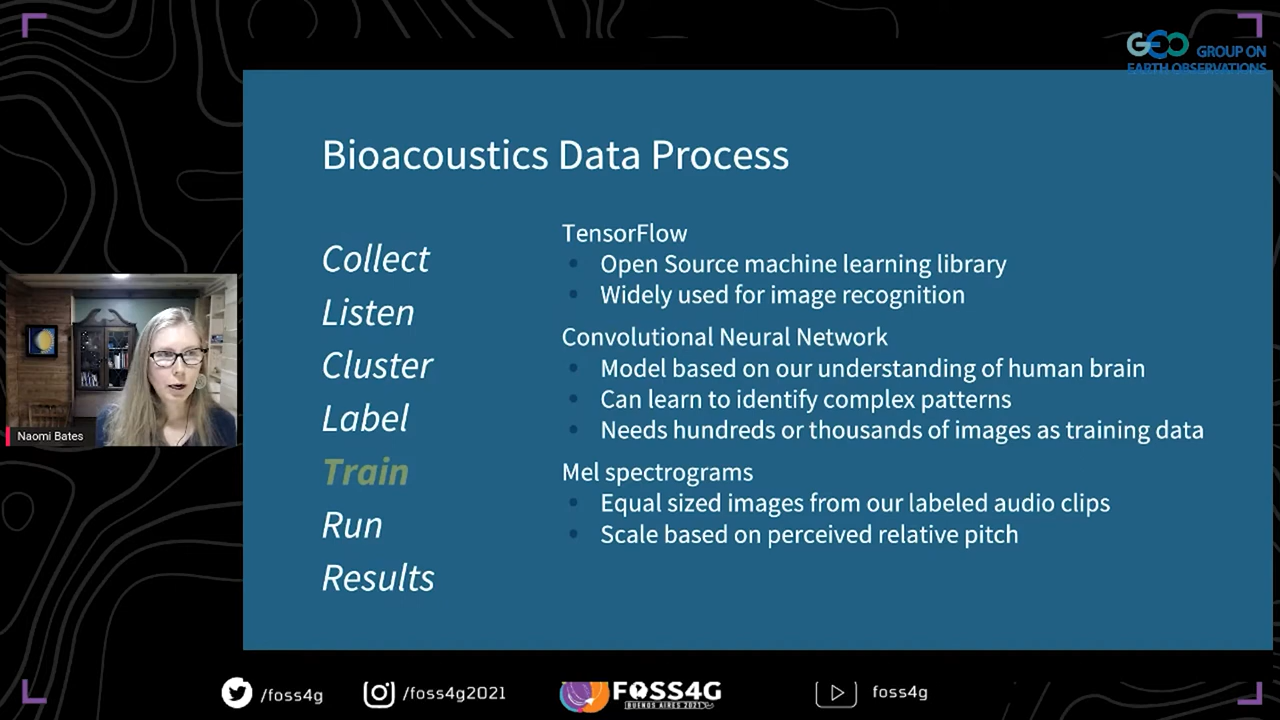 GEO GROUP ON
EARTH OBSERVATIONS
Bioacoustics Data Process
Collect
Listen
Cluster
Label
Train
Run
Results
TensorFlow
Open Source machine learning library
Widely used for image recognition
Convolutional Neural Network
Model based on our understanding of human brain
Can learn to identify complex patterns
Needs hundreds or thousands of images as training data
Mel spectrograms
Equal sized images from our labeled audio clips
Scale based on perceived relative pitch
Naomi Bates
/foss4g
/foss4g2021
FOSS4G
BUENOS AIRES 2021
foss4g